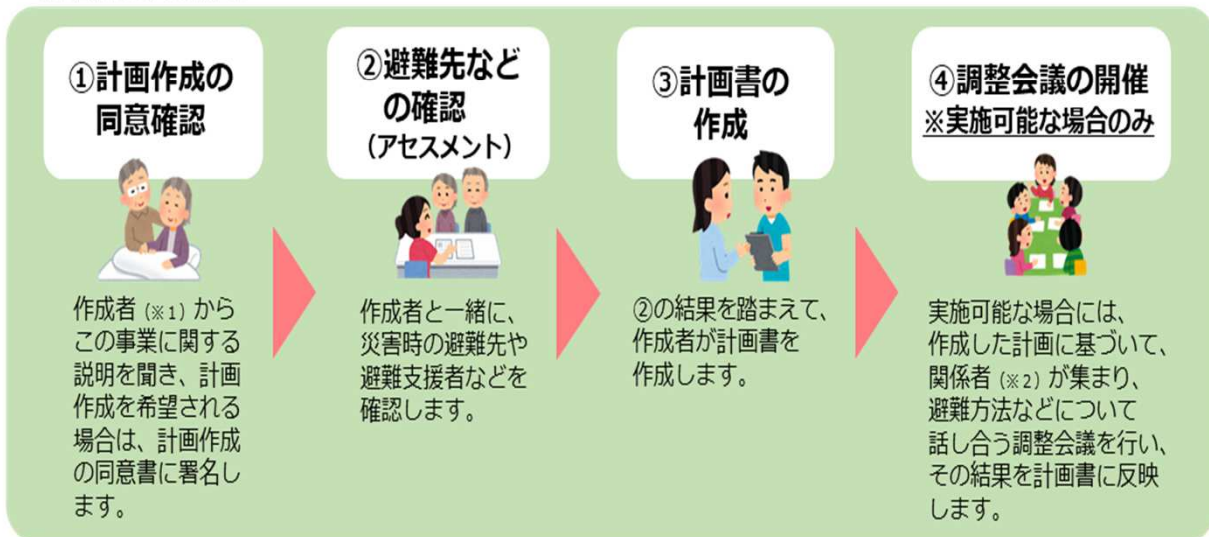 ①計画作成の
同意確認
作成者(※1)から
この事業に関する
説明を聞き、計画
作成を希望される
場合は、計画作成
の同意書に署名し
ます。
②避難先など
の確認
(アセスメント)
作成者と一緒に、
災害時の避難先や
避難支援者などを
確認します。
③計画書の
作成
②の結果を踏まえて、
作成者が計画書を
作成します。
④調整会議の開催
※実施可能な場合のみ
実施可能な場合には、
作成した計画に基づいて、
関係者(※2)が集まり、
避難方法などについて
話し合う調整会議を行い、
その結果を計画書に反映
します。